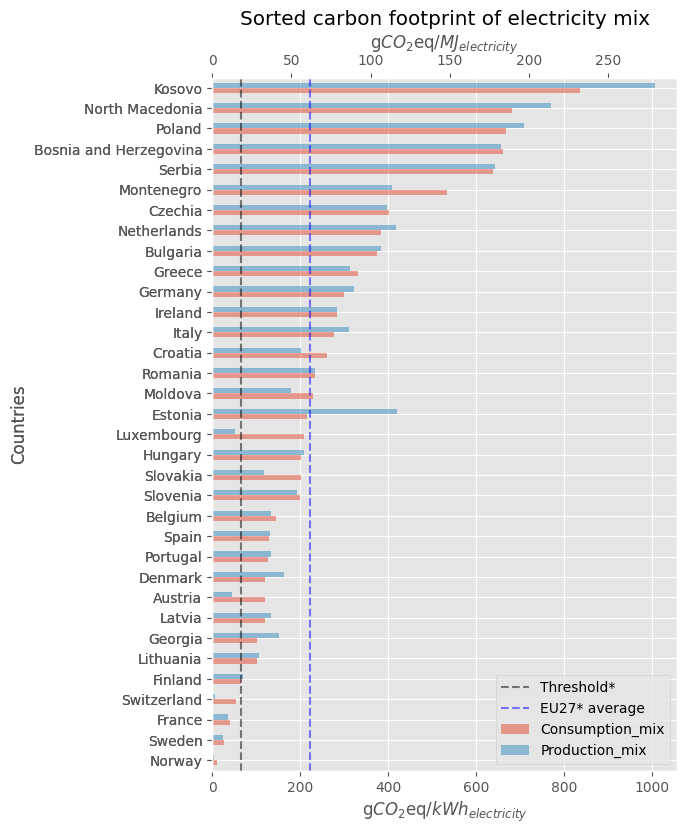 Sorted carbon footprint of electricity mix
gCO2eq/MJelectricity
0 50 100 150 200 250
Kosovo
North Macedonia
Poland
Bosnia and Herzegovina
Serbia
Montenegro
Czechia
Netherlands
Bulgaria
Greece
Germany
Ireland
Italy
Croatia
Romania
Moldova
Estonia
Luxembourg
Hungary
Slovakia
Slovenia
Belgium
Spain
Portugal
Denmark
Austria
Latvia
Georgia
Lithuania
Finland
Switzerland
France
Sweden
Norway
Countries
Threshold*
EU27* average
Consumption_mix
Production_mix
0 200 400 600 800 1000
gCO2eq/kWhelectricity